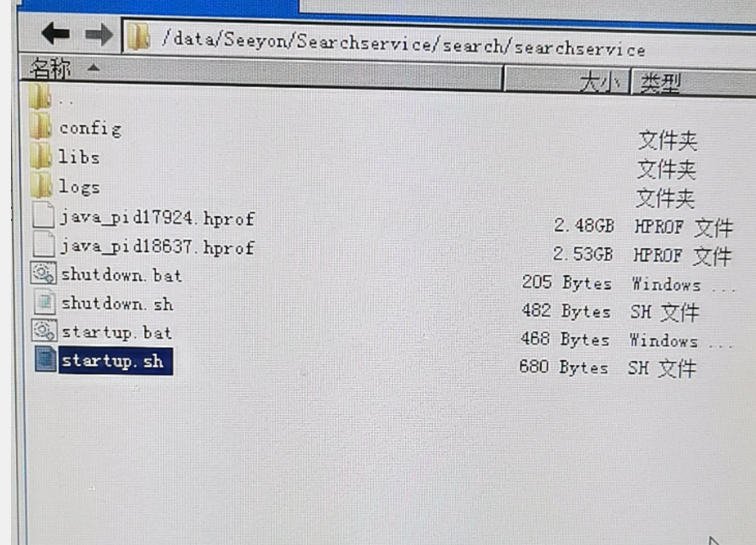 /data/Seeyon/Searchservice/search/searchservice
名称 大小 类型
..
config 文件夹
libs 文件夹
logs 文件夹
java_pid17924.hprof 2.48GB HPROF 文件
java_pid18637.hprof 2.53GB HPROF 文件
shutdown.bat 205 Bytes Windows ...
shutdown.sh 482 Bytes SH 文件
startup.bat 468 Bytes Windows ...
startup.sh 680 Bytes SH 文件